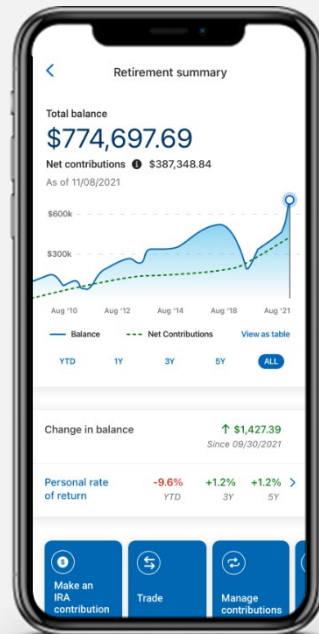 Retirement summary
Total balance
$774,697.69
Net contributions $387,348.84
As of 11/08/2021
$600k
$300k
Aug '10 Aug '12 Aug '14 Aug '18 Aug '21
Balance Net Contributions View as table
YTD 1Y 3Y 5Y ALL
Change in balance ↑ $1,427.39
Since 09/30/2021
Personal rate of return -9.6% +1.2% +1.2%
YTD 3Y 5Y
Make an IRA contribution
Trade
Manage contributions